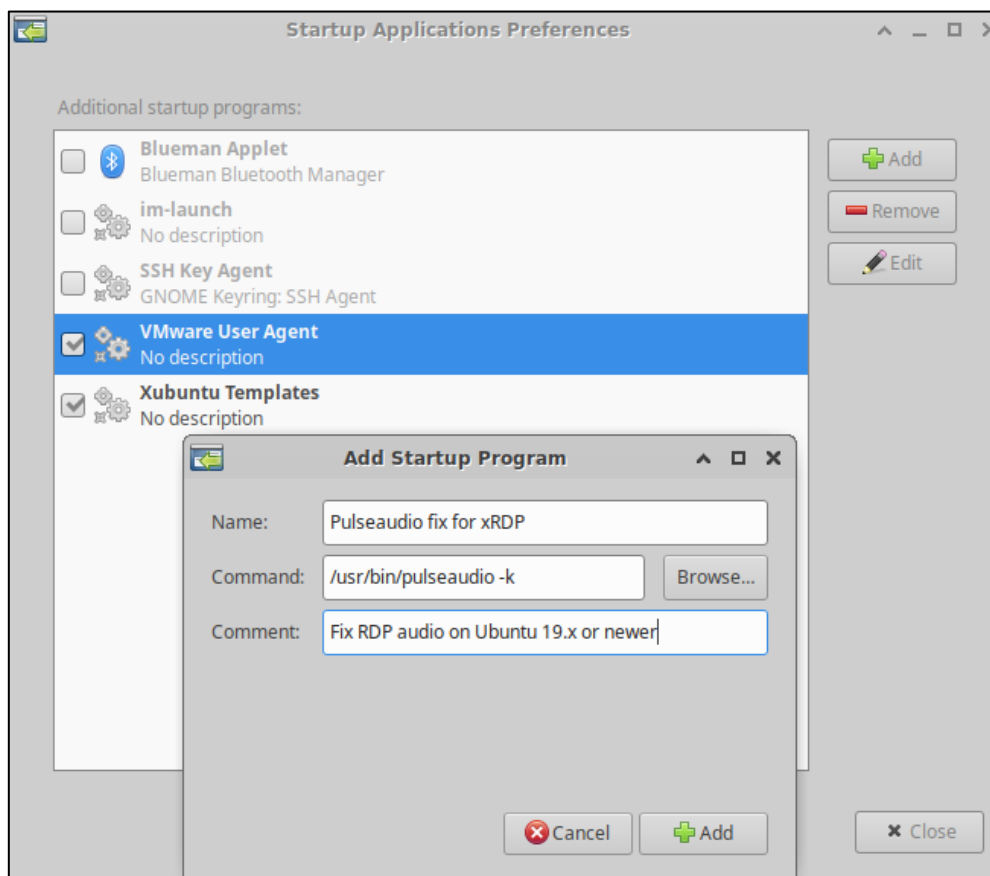 Startup Applications Preferences
Additional startup programs:
Blueman Applet
Blueman Bluetooth Manager
im-launch
No description
SSH Key Agent
GNOME Keyring: SSH Agent
VMware User Agent
No description
Xubuntu Templates
No description
Add
Remove
Edit
Add Startup Program
Name: Pulseaudio fix for xRDP
Command: /usr/bin/pulseaudio -k Browse...
Comment: Fix RDP audio on Ubuntu 19.x or newer
Cancel Add
Close